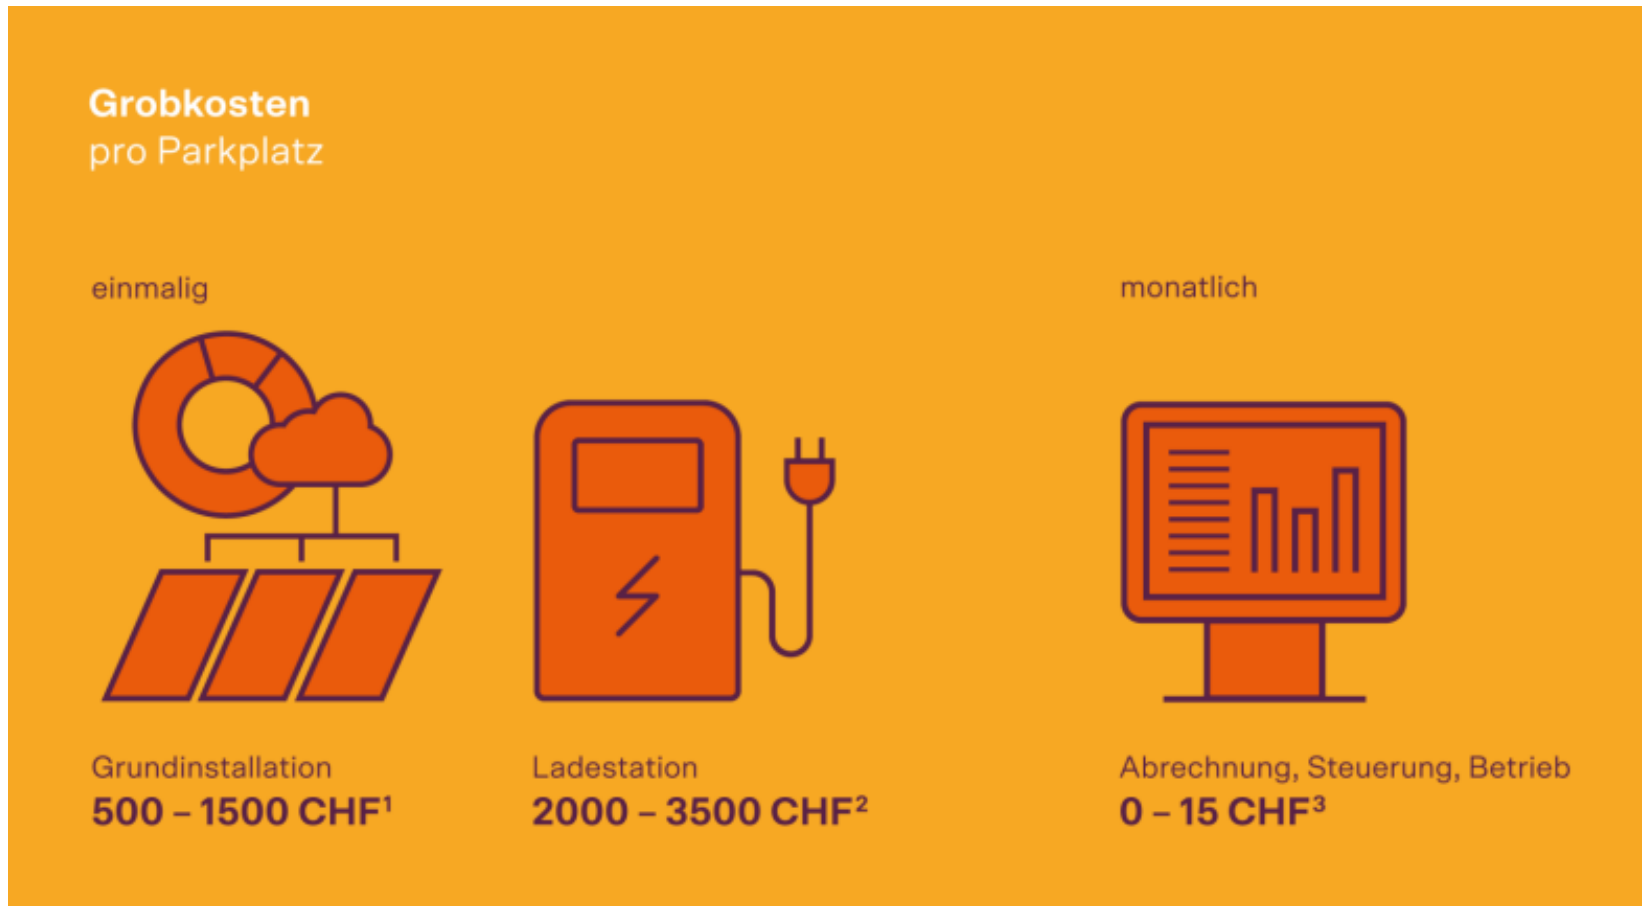 Grobkosten
pro Parkplatz
einmalig
monatlich
Grundinstallation
500 – 1500 CHF¹
Ladestation
2000 – 3500 CHF²
Abrechnung, Steuerung, Betrieb
0 – 15 CHF³